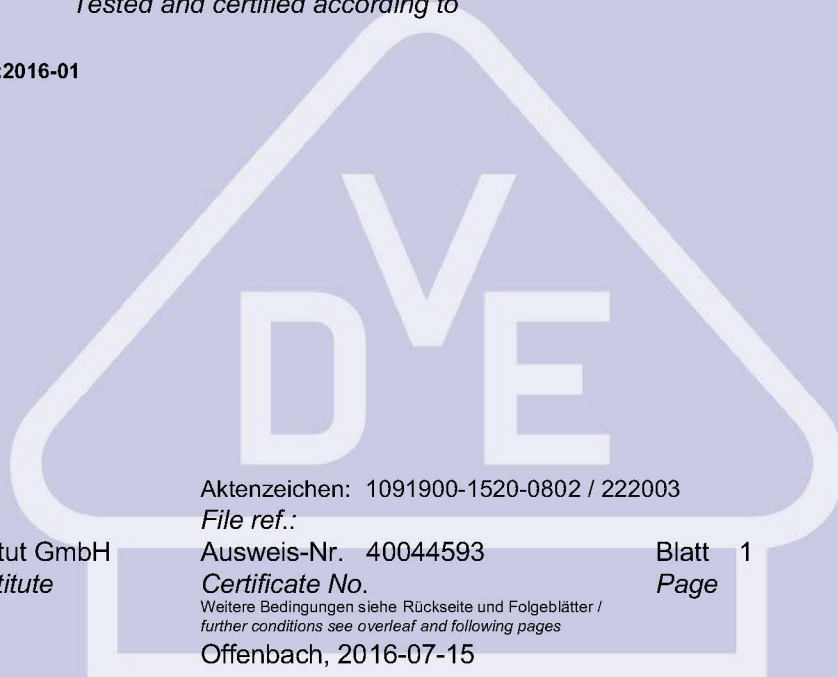 Tested and certified according to
:2016-01
VDE
Aktenzeichen: 1091900-1520-0802 / 222003
File ref.:
tut GmbH Ausweis-Nr. 40044593 Blatt 1
titute Certificate No. Page
Weitere Bedingungen siehe Rückseite und Folgeblätter /
further conditions see overleaf and following pages
Offenbach, 2016-07-15